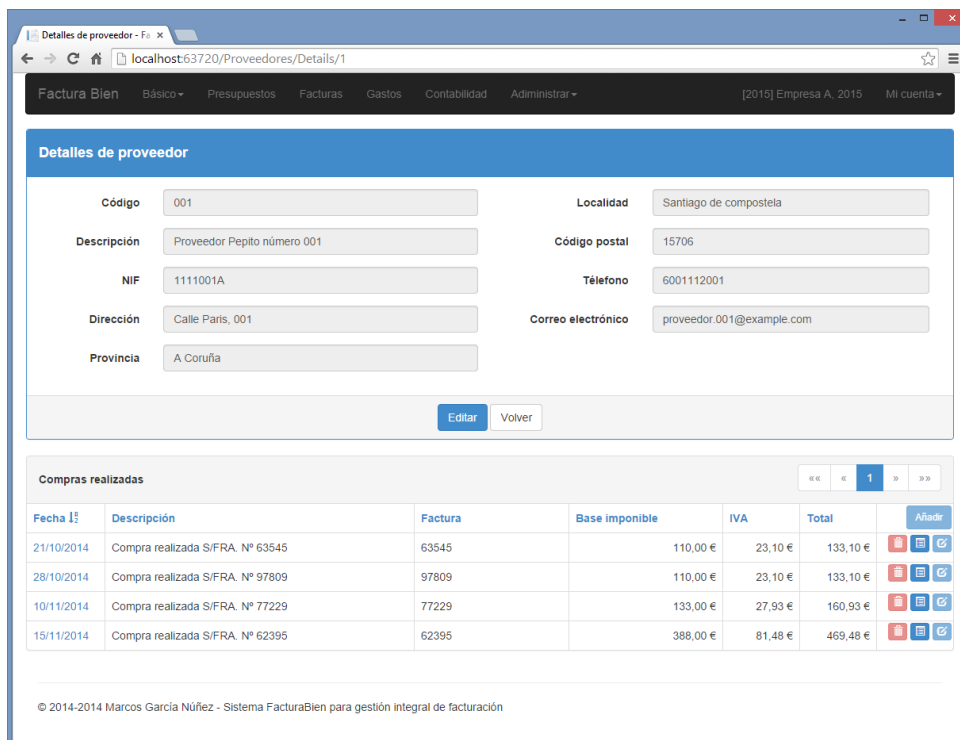 Detalles de proveedor - Fa
localhost:63720/Proveedores/Details/1
Factura Bien Básico Presupuestos Facturas Gastos Contabilidad Adiministrar [2015] Empresa A, 2015 Mi cuenta
Detalles de proveedor
Código 001 Localidad Santiago de compostela
Descripción Proveedor Pepito número 001 Código postal 15706
NIF 1111001A Télefono 6001112001
Dirección Calle Paris, 001 Correo electrónico proveedor.001@example.com
Provincia A Coruña
Editar Volver
Compras realizadas «« « 1 » »»
Fecha Descripción Factura Base imponible IVA Total Añadir
21/10/2014 Compra realizada S/FRA. Nº 63545 63545 110,00 € 23,10 € 133,10 €
28/10/2014 Compra realizada S/FRA. Nº 97809 97809 110,00 € 23,10 € 133,10 €
10/11/2014 Compra realizada S/FRA. Nº 77229 77229 133,00 € 27,93 € 160,93 €
15/11/2014 Compra realizada S/FRA. Nº 62395 62395 388,00 € 81,48 € 469,48 €
© 2014-2014 Marcos García Núñez - Sistema FacturaBien para gestión integral de facturación